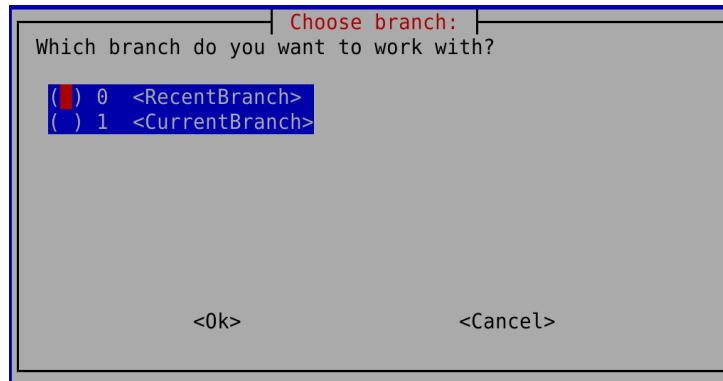 Choose branch:
Which branch do you want to work with?
( ) 0 <RecentBranch>
( ) 1 <CurrentBranch>
<Ok> <Cancel>